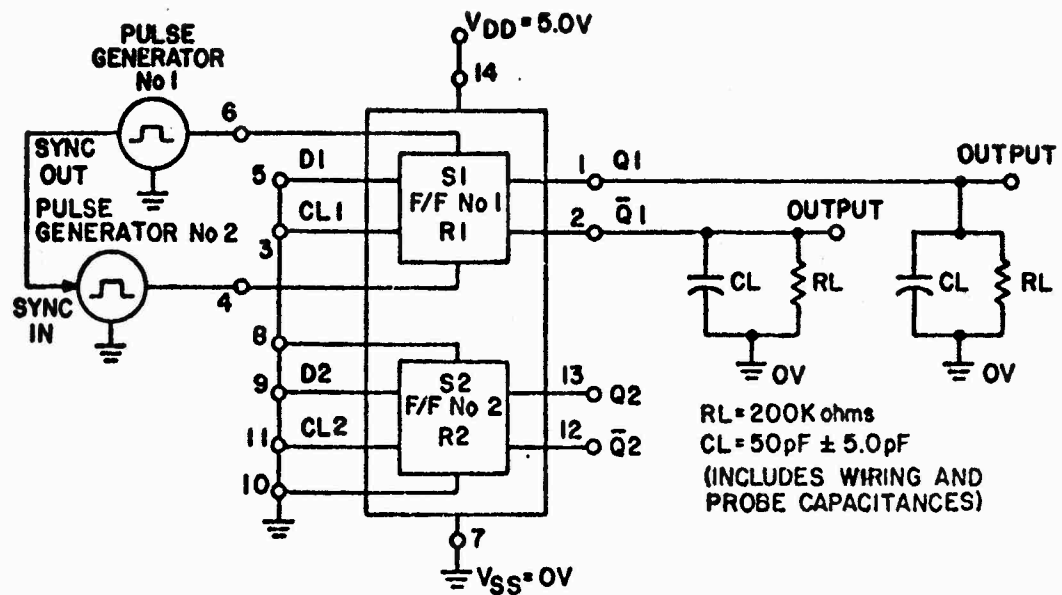 VDD=5.0V
14
PULSE
GENERATOR
No 1
6
SYNC
OUT
PULSE
GENERATOR No 2
SYNC
IN
4
5
D1
3
CL1
S1
F/F No 1
R1
1
Q1
2
Q̅1
OUTPUT
OUTPUT
CL
RL
0V
CL
RL
0V
8
9
D2
11
CL2
10
S2
F/F No 2
R2
13
Q2
12
Q̅2
7
VSS=0V
RL=200K ohms
CL=50pF ± 5.0pF
(INCLUDES WIRING AND
PROBE CAPACITANCES)